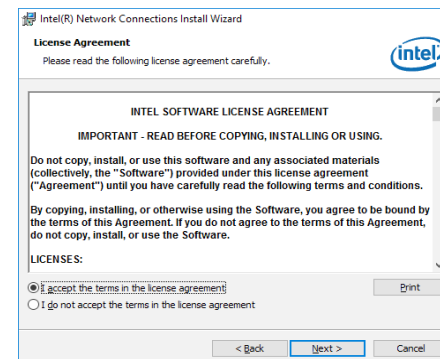 Intel(R) Network Connections Install Wizard
License Agreement
Please read the following license agreement carefully.
intel
INTEL SOFTWARE LICENSE AGREEMENT
IMPORTANT - READ BEFORE COPYING, INSTALLING OR USING.
Do not copy, install, or use this software and any associated materials
(collectively, the "Software") provided under this license agreement
("Agreement") until you have carefully read the following terms and conditions.
By copying, installing, or otherwise using the Software, you agree to be bound by
the terms of this Agreement. If you do not agree to the terms of this Agreement,
do not copy, install, or use the Software.
LICENSES:
I accept the terms in the license agreement
Print
I do not accept the terms in the license agreement
< Back
Next >
Cancel